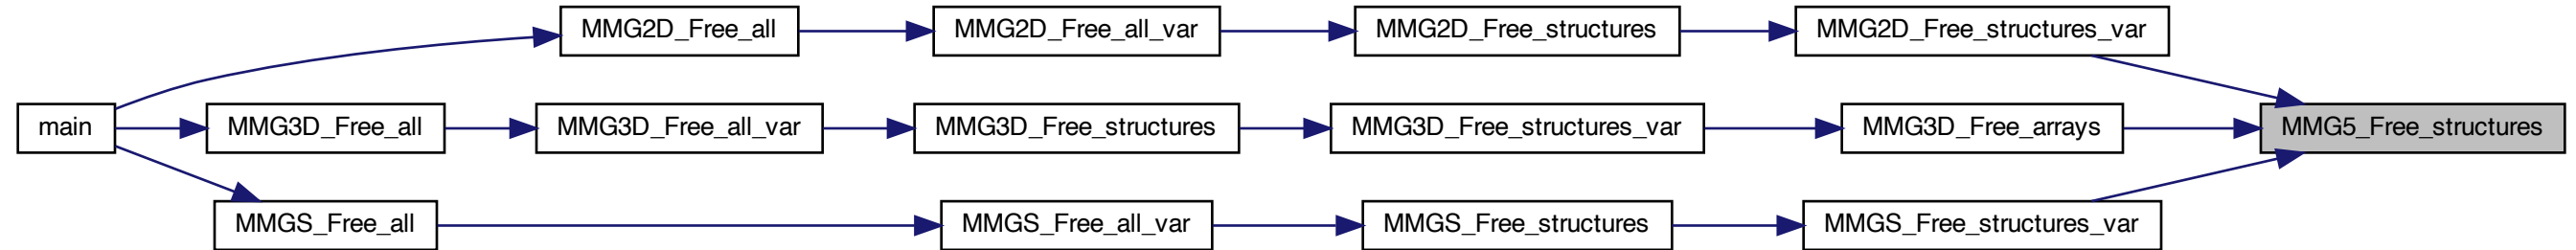 MMG2D_Free_all
MMG2D_Free_all_var
MMG2D_Free_structures
MMG2D_Free_structures_var
main
MMG3D_Free_all
MMG3D_Free_all_var
MMG3D_Free_structures
MMG3D_Free_structures_var
MMG3D_Free_arrays
MMG5_Free_structures
MMGS_Free_all
MMGS_Free_all_var
MMGS_Free_structures
MMGS_Free_structures_var